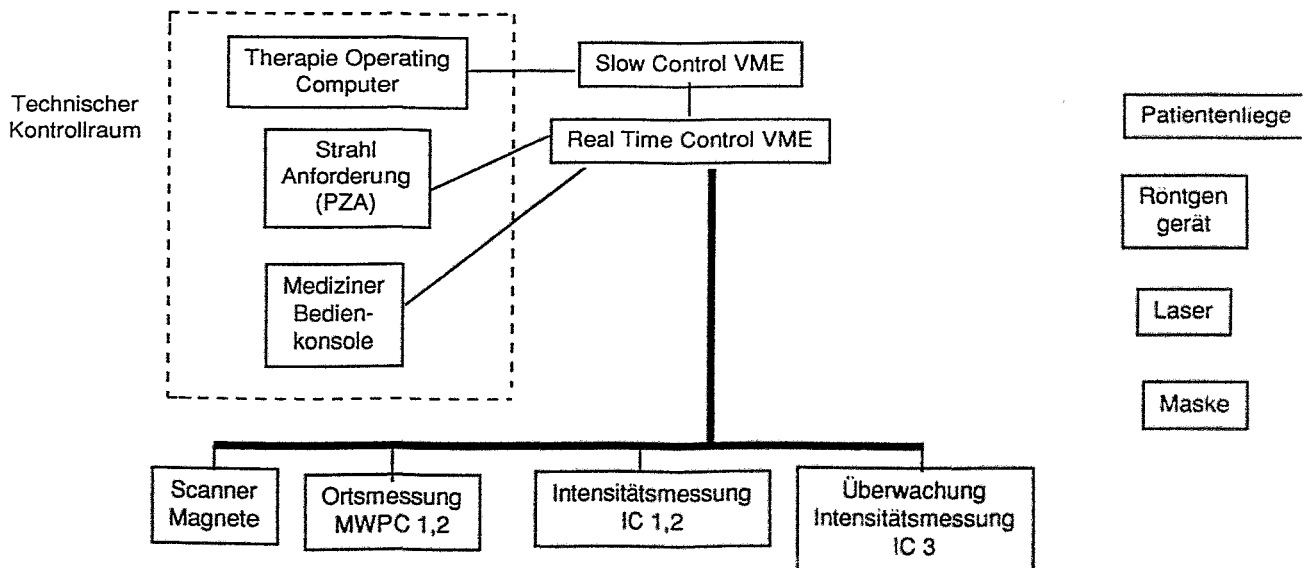 Therapie Operating
Computer
Slow Control VME
Technischer
Kontrollraum
Strahl
Anforderung
(PZA)
Real Time Control VME
Mediziner
Bedien-
konsole
Patientenliege
Röntgen
gerät
Laser
Maske
Scanner
Magnete
Ortsmessung
MWPC 1,2
Intensitätsmessung
IC 1,2
Überwachung
Intensitätsmessung
IC 3